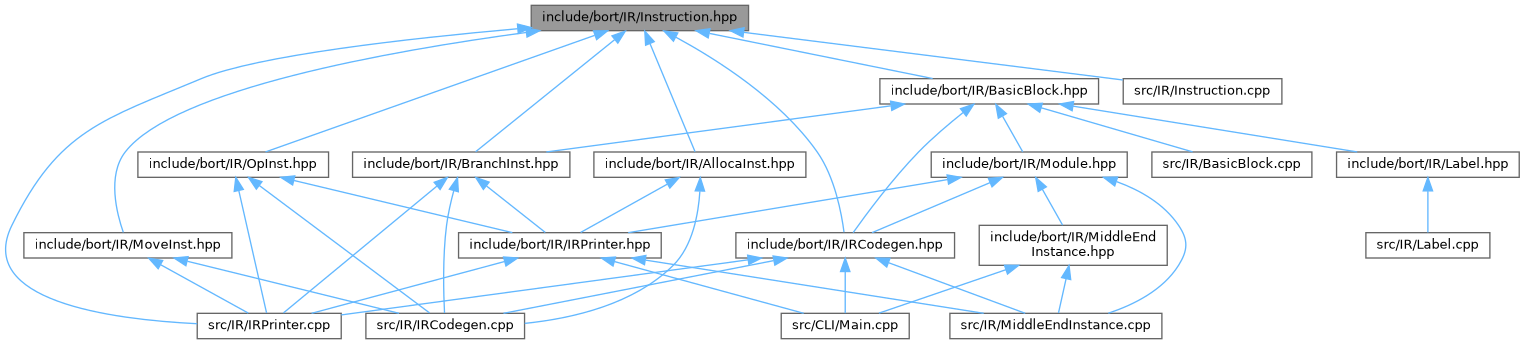 include/bort/IR/Instruction.hpp
include/bort/IR/BasicBlock.hpp
src/IR/Instruction.cpp
include/bort/IR/OpInst.hpp
include/bort/IR/BranchInst.hpp
include/bort/IR/AllocaInst.hpp
include/bort/IR/Module.hpp
src/IR/BasicBlock.cpp
include/bort/IR/Label.hpp
include/bort/IR/MoveInst.hpp
include/bort/IR/IRPrinter.hpp
include/bort/IR/IRCodegen.hpp
include/bort/IR/MiddleEnd
Instance.hpp
src/IR/Label.cpp
src/IR/IRPrinter.cpp
src/IR/IRCodegen.cpp
src/CLI/Main.cpp
src/IR/MiddleEndInstance.cpp